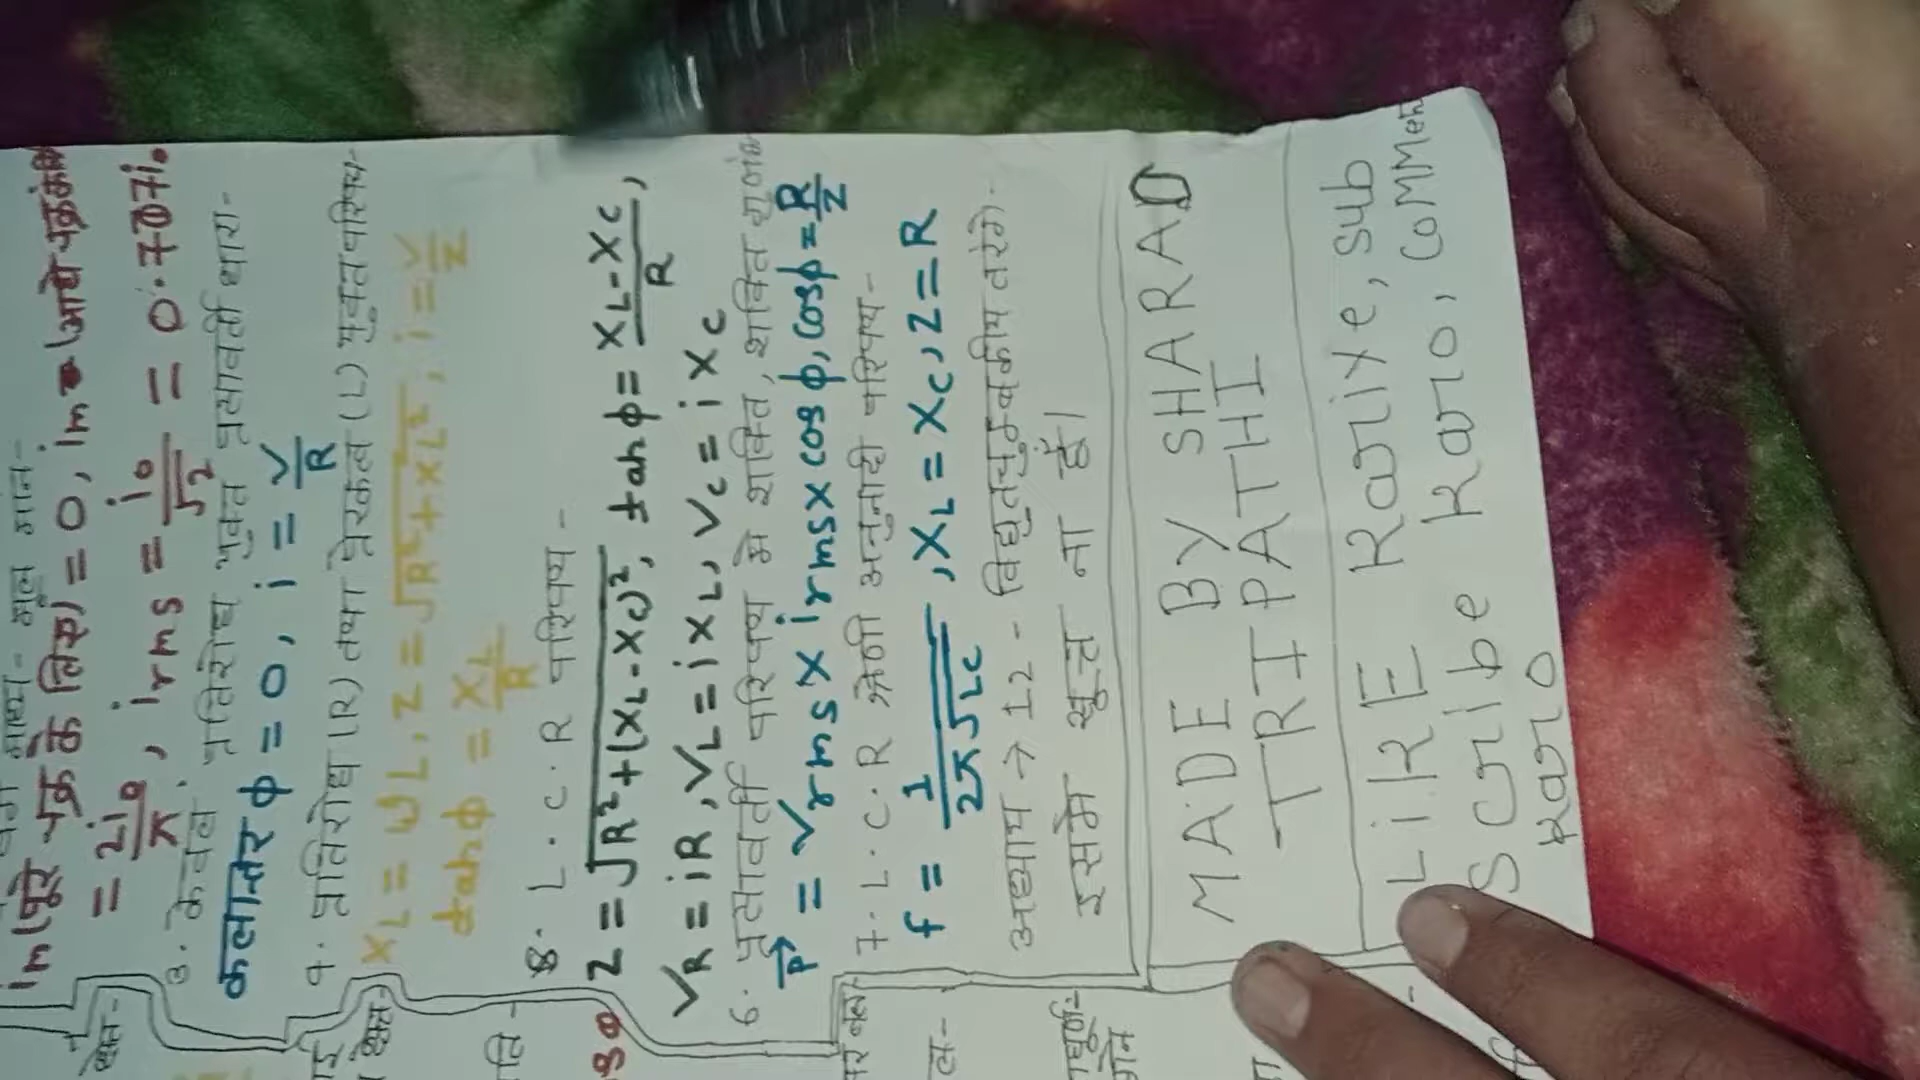 मूल मान-
im(पूरे चक्र के लिए) = 0, im = (आधे चक्र
= 2i₀/π, irms = i₀/√2 = 0.707i₀
3. केवल प्रतिरोध युक्त प्रत्यावर्ती धारा-
कलान्तर ϕ = 0, i = V/R
4. प्रतिरोध (R) तथा प्रेरकत्व (L) युक्त परिपथ-
XL = ωL, Z = √R²+XL², i = V/Z
tanϕ = XL/R
8. L.C.R परिपथ -
Z = √R²+(XL-XC)², tanϕ = XL-XC/R,
VR = iR, VL = iXL, VC = iXC
6. प्रत्यावर्ती परिपथ मे शक्ति, शक्ति गुणांक
P = Vrms x irms x cosϕ, cosϕ = R/Z
7. L.C.R श्रेणी अनुनादी परिपथ -
f = 1/2π√LC, XL = XC, Z = R
अध्याय → 12 - विद्युतचुम्बकीय तरंगे-
इसमे सूत्र ना हैं।
MADE BY SHARAD
TRIPATHI
LIKE Karixe, sub
Scribe Karo, COMMEn
Karo